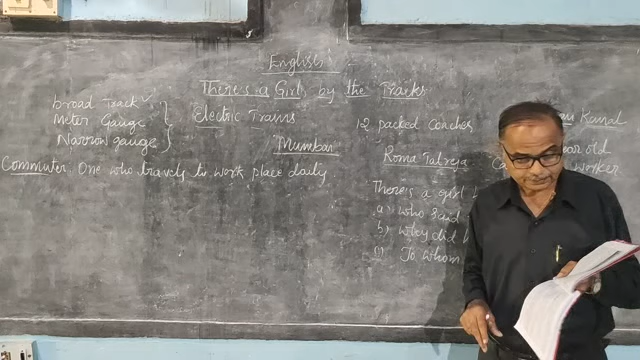 English
There's a Girl by the Tracks
broad Track ✓
Meter Gauge
Narrow gauge
Electric Trains
12 packed Coaches
Kunal
Mumbai
Roma Talreja
ar old
worker
Commuter: One who travels to work place daily
There's a girl
a) who said
b) why did
To whom